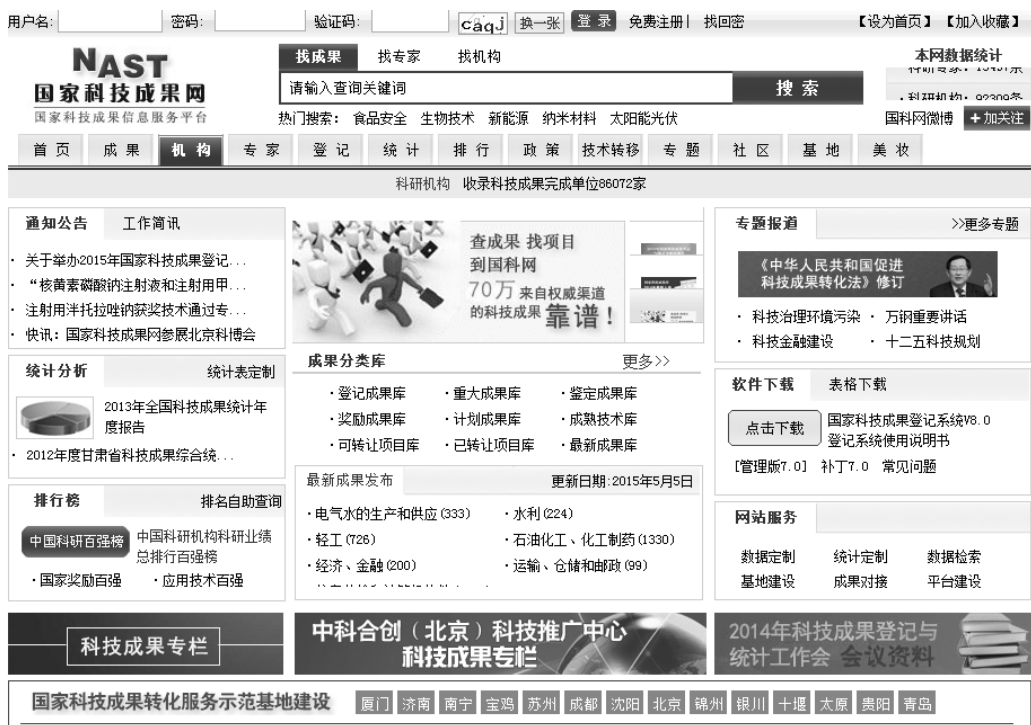 用户名: 密码: 验证码: caqj 换一张 登录 免费注册| 找回密 【设为首页】【加入收藏】
NAST
国家科技成果网
国家科技成果信息服务平台
找成果 找专家 找机构
请输入查询关键词 搜索
热门搜索: 食品安全 生物技术 新能源 纳米材料 太阳能光伏
本网数据统计
·科研机构: 92309条
国科网微博 +加关注
首页 成果 机构 专家 登记 统计 排行 政策 技术转移 专题 社区 基地 美妆
科研机构 收录科技成果完成单位86072家
通知公告 工作简讯
· 关于举办2015年国家科技成果登记...
· “核黄素磷酸钠注射液和注射用甲...
· 注射用泮托拉唑钠获奖技术通过专...
· 快讯: 国家科技成果网参展北京科博会
统计分析 统计表定制
2013年全国科技成果统计年
度报告
· 2012年度甘肃省科技成果综合统...
排行榜 排名自助查询
中国科研百强榜
中国科研机构科研业绩
总排行百强榜
·国家奖励百强 ·应用技术百强
查成果 找项目
到国科网
70万 来自权威渠道
的科技成果 靠谱!
成果分类库 更多>>
·登记成果库 ·重大成果库 ·鉴定成果库
·奖励成果库 ·计划成果库 ·成熟技术库
·可转让项目库 ·已转让项目库 ·最新成果库
最新成果发布 更新日期:2015年5月5日
·电气水的生产和供应(333) ·水利(224)
·轻工(726) ·石油化工、化工制药(1330)
·经济、金融(200) ·运输、仓储和邮政(99)
专题报道 >>更多专题
《中华人民共和国促进
科技成果转化法》修订
· 科技治理环境污染 · 万钢重要讲话
· 科技金融建设 · 十二五科技规划
软件下载 表格下载
点击下载
国家科技成果登记系统V8.0
登记系统使用说明书
[管理版7.0] 补丁7.0 常见问题
网站服务
数据定制 统计定制 数据检索
基地建设 成果对接 平台建设
科技成果专栏
中科合创（北京）科技推广中心
科技成果专栏
2014年科技成果登记与
统计工作会 会议资料
国家科技成果转化服务示范基地建设 厦门 济南 南宁 宝鸡 苏州 成都 沈阳 北京 锦州 银川 十堰 太原 贵阳 青岛